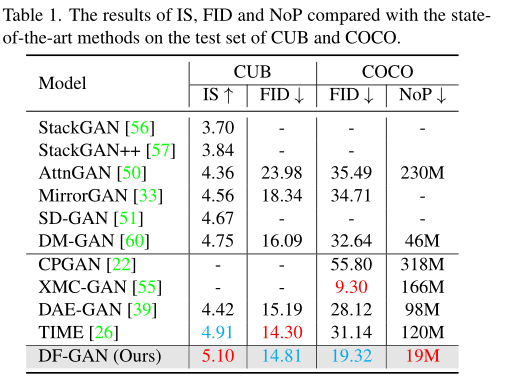 Table 1. The results of IS, FID and NoP compared with the state-
of-the-art methods on the test set of CUB and COCO.
Model CUB COCO
IS ↑ FID ↓ FID ↓ NoP ↓
StackGAN [56] 3.70 - - -
StackGAN++ [57] 3.84 - -
AttnGAN [50] 4.36 23.98 35.49 230M
MirrorGAN [33] 4.56 18.34 34.71 -
SD-GAN [51] 4.67 - - -
DM-GAN [60] 4.75 16.09 32.64 46M
CPGAN [22] - - 55.80 318M
XMC-GAN [55] - - 9.30 166M
DAE-GAN [39] 4.42 15.19 28.12 98M
TIME [26] 4.91 14.30 31.14 120M
DF-GAN (Ours) 5.10 14.81 19.32 19M